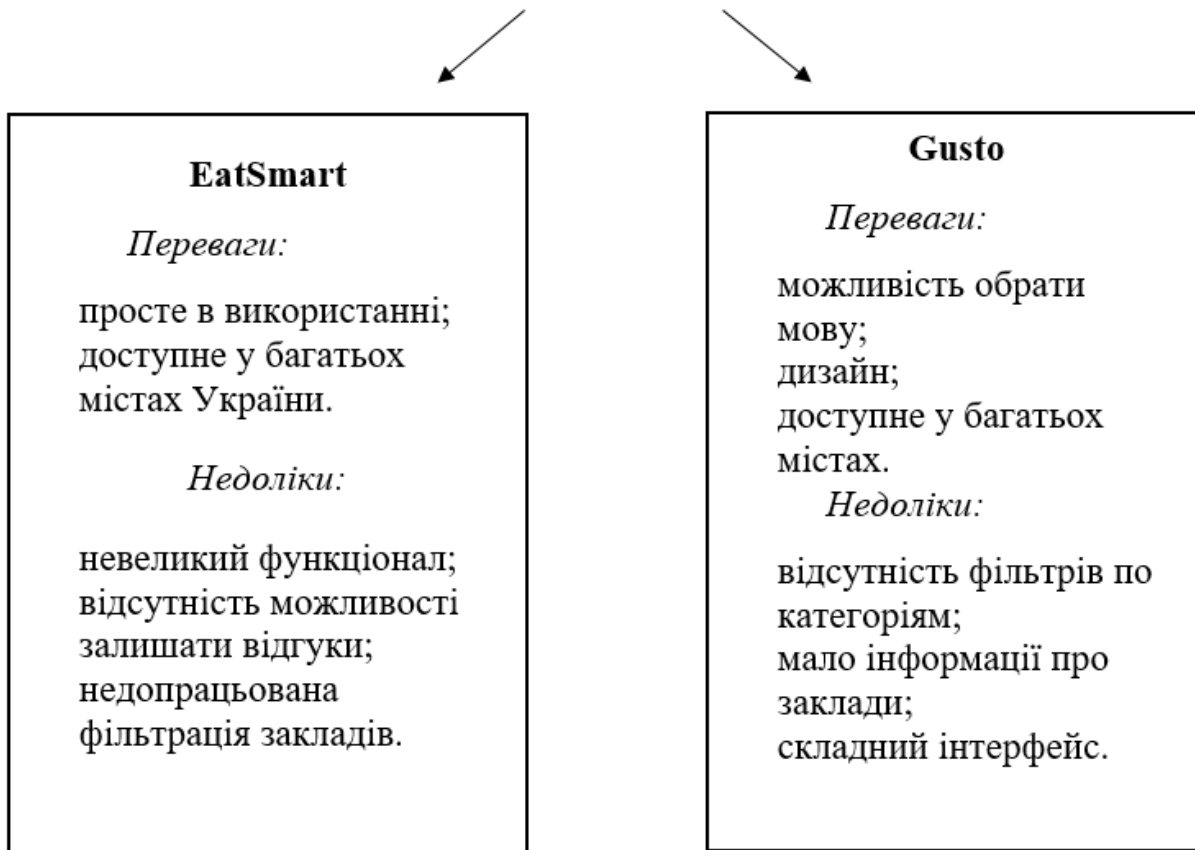 EatSmart
Переваги:
просте в використанні;
доступне у багатьох
містах України.
Недоліки:
невеликий функціонал;
відсутність можливості
залишати відгуки;
недопрацьована
фільтрація закладів.
Gusto
Переваги:
можливість обрати
мову;
дизайн;
доступне у багатьох
містах.
Недоліки:
відсутність фільтрів по
категоріям;
мало інформації про
заклади;
складний інтерфейс.